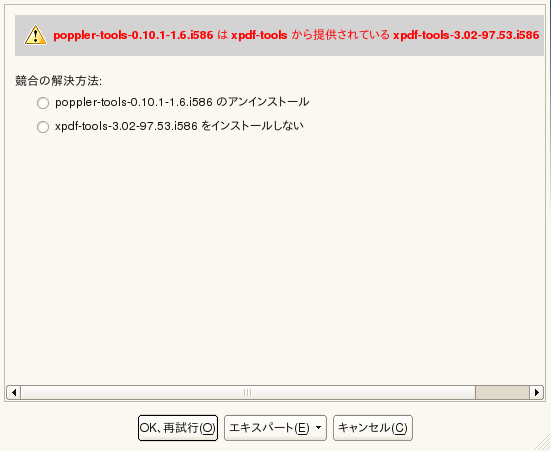 poppler-tools-0.10.1-1.6.i586 は xpdf-tools から提供されている xpdf-tools-3.02-97.53.i586
競合の解決方法:
poppler-tools-0.10.1-1.6.i586 のアンインストール
xpdf-tools-3.02-97.53.i586 をインストールしない
OK、再試行(O) エキスパート(E) キャンセル(C)